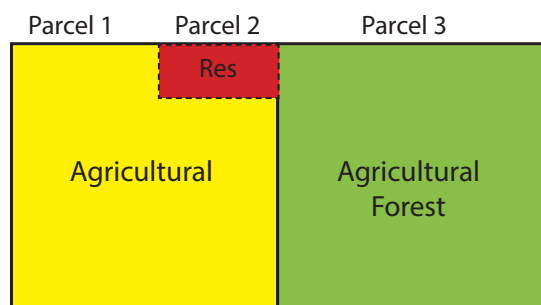 Parcel 1 Parcel 2 Parcel 3
Res
Agricultural
Agricultural
Forest